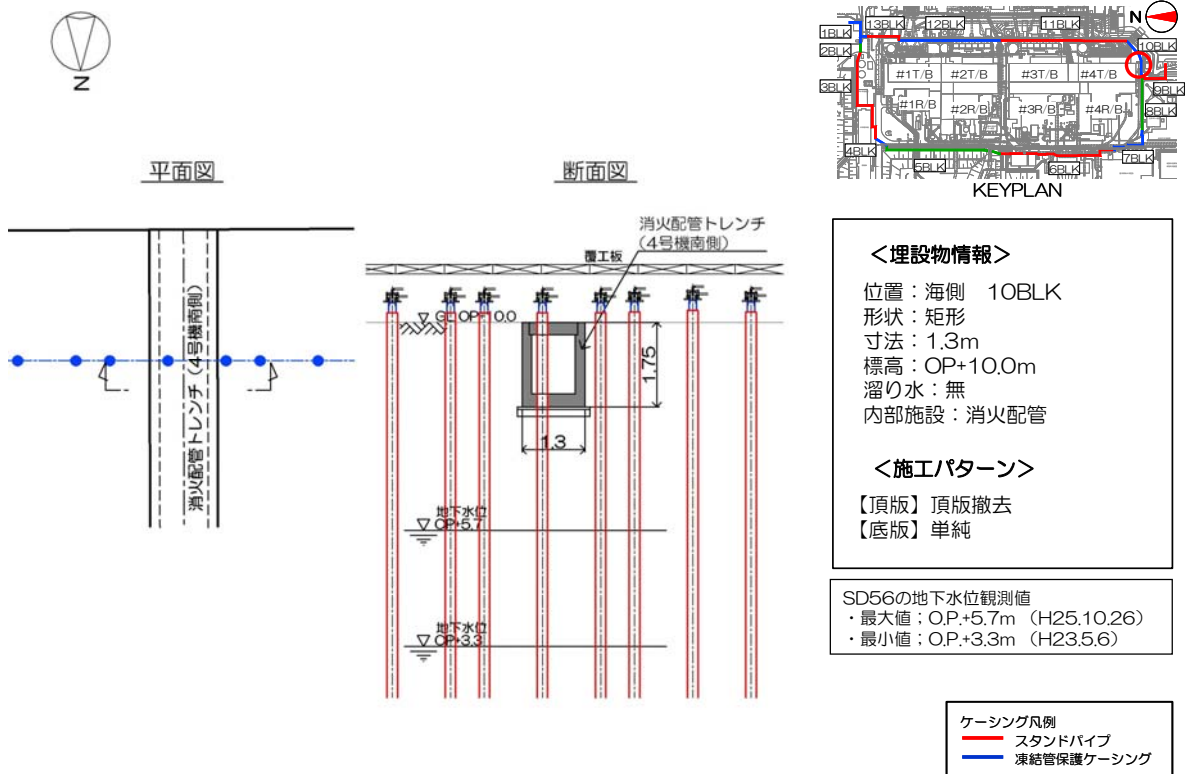 N
平面図
消火配管トレンチ(4号機南側)
断面図
消火配管トレンチ
(4号機南側)
覆工板
GL OP+10.0
1.75
1.3
地下水位
OP+5.7
地下水位
OP+3.3
N
13BLK
12BLK
11BLK
1BLK
2BLK
10BLK
3BLK
#1T/B
#2T/B
#3T/B
#4T/B
9BLK
#1R/B
#2R/B
#3R/B
#4R/B
8BLK
4BLK
5BLK
6BLK
7BLK
KEYPLAN
<埋設物情報>
位置:海側 10BLK
形状:矩形
寸法:1.3m
標高:OP+10.0m
溜り水:無
内部施設:消火配管
<施工パターン>
【頂版】頂版撤去
【底版】単純
SD56の地下水位観測値
・最大値;O.P.+5.7m (H25.10.26)
・最小値;O.P.+3.3m (H23.5.6)
ケーシング凡例
スタンドパイプ
凍結管保護ケーシング